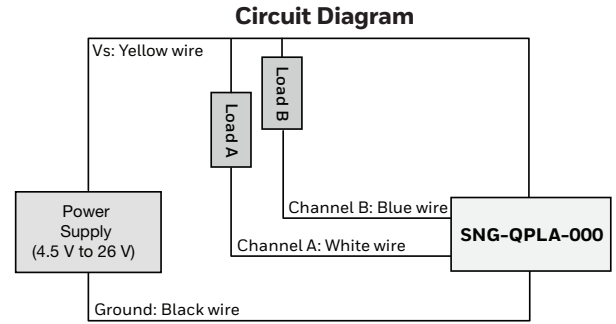 Circuit Diagram
Vs: Yellow wire
Load B
Load A
Power
Supply
(4.5 V to 26 V)
Channel B: Blue wire
SNG-QPLA-000
Channel A: White wire
Ground: Black wire